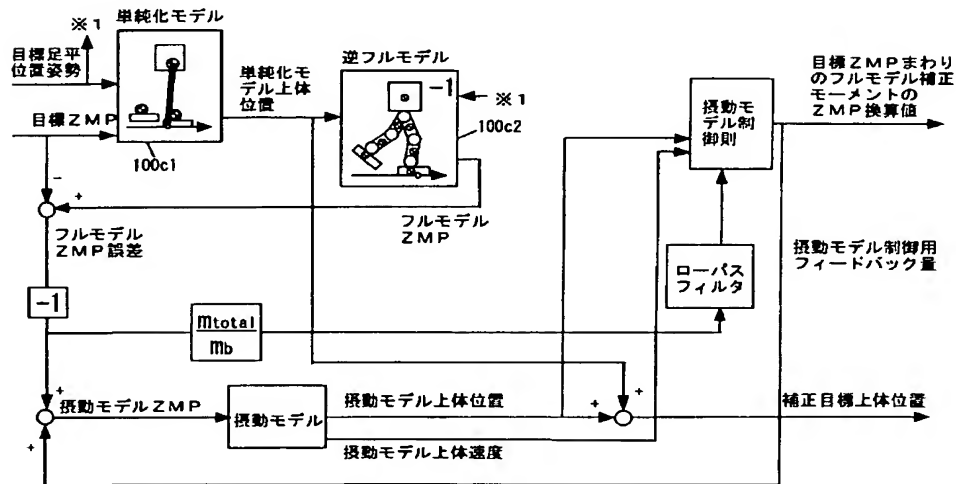 ※1
単純化モデル
目標足平
位置姿勢
目標ZMP
100c1
単純化モ
デル上体
位置
逆フルモデル
-1
※1
100c2
摂動モ
デル制
御則
目標ZMPまわり
のフルモデル補正
モーメントの
ZMP換算値
-
+
フルモデル
ZMP誤差
フルモデル
ZMP
-1
mtotal
mb
ローパス
フィルタ
摂動モデル制御用
フィードバック量
+
摂動モデルZMP
+
摂動モデル
摂動モデル上体位置
摂動モデル上体速度
+
+
補正目標上体位置